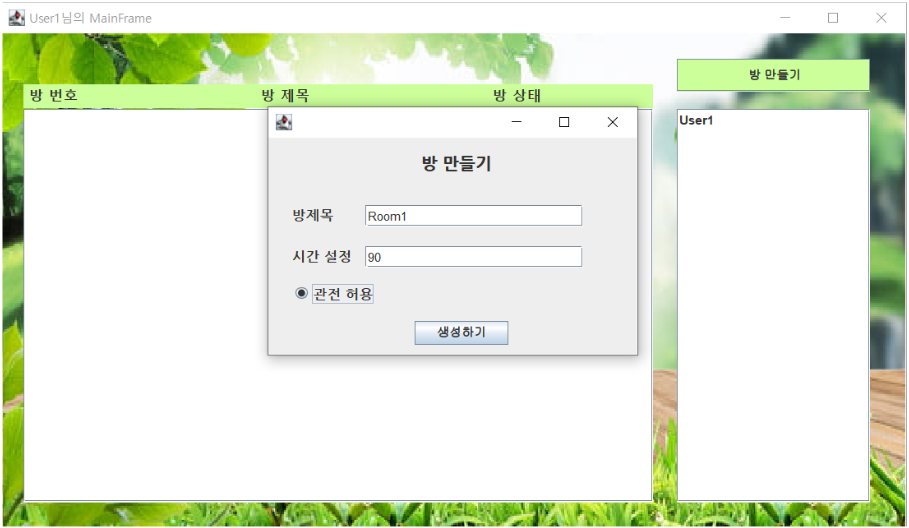 User1님의 MainFrame
방 만들기
방 번호 방 제목 방 상태
User1
방 만들기
방제목 Room1
시간 설정 90
관전 허용
생성하기